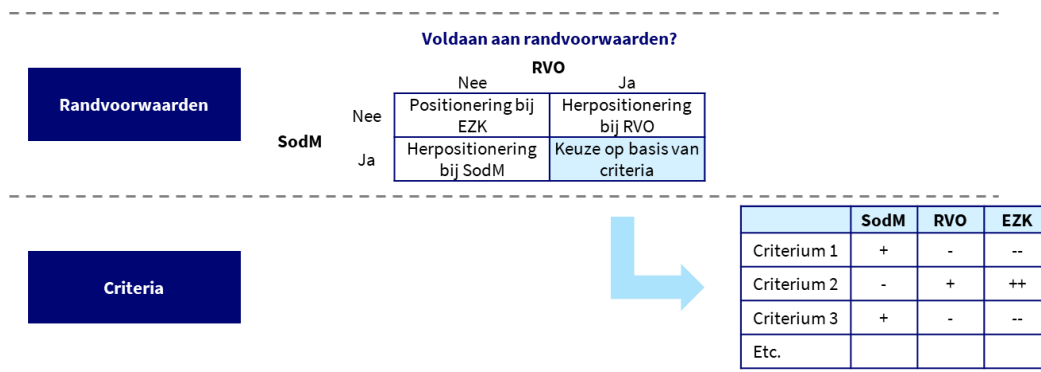 Voldaan aan randvoorwaarden?
RVO
Nee Ja
Randvoorwaarden
SodM
Nee
Positionering bij
EZK
Herpositionering
bij RVO
Ja
Herpositionering
bij SodM
Keuze op basis van
criteria
Criteria
SodM RVO EZK
Criterium 1 + - --
Criterium 2 - + ++
Criterium 3 + - --
Etc.